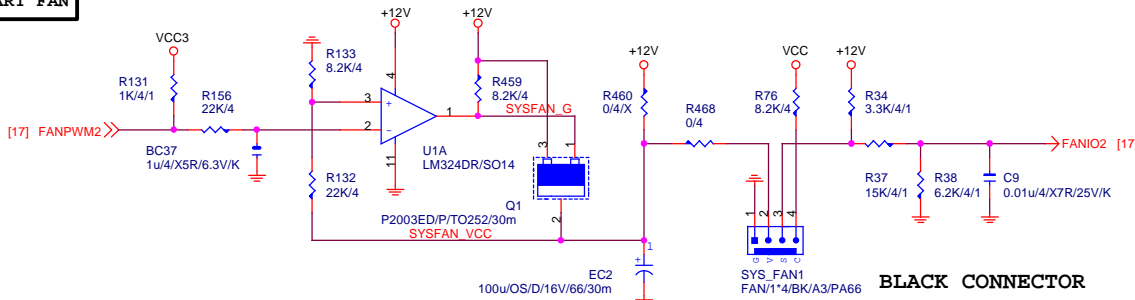 ART FAN
+12V
+12V
VCC3
R133
8.2K/4
R131
1K/4/1
R156
22K/4
[17] FANPWM2
BC37
1u/4/X5R/6.3V/K
R132
22K/4
4
3
+
2
-
1
11
U1A
LM324DR/SO14
R459
8.2K/4
SYSFAN_G
3
1
2
Q1
P2003ED/P/TO252/30m
SYSFAN_VCC
+12V
R460
0/4/X
R468
0/4
VCC
R76
8.2K/4
+12V
R34
3.3K/4/1
FANIO2 [17
R37
15K/4/1
R38
6.2K/4/1
C9
0.01u/4/X7R/25V/K
1
+
EC2
100u/OS/D/16V/66/30m
1
2
3
4
G
V
S
C
SYS_FAN1
FAN/1*4/BK/A3/PA66
BLACK CONNECTOR